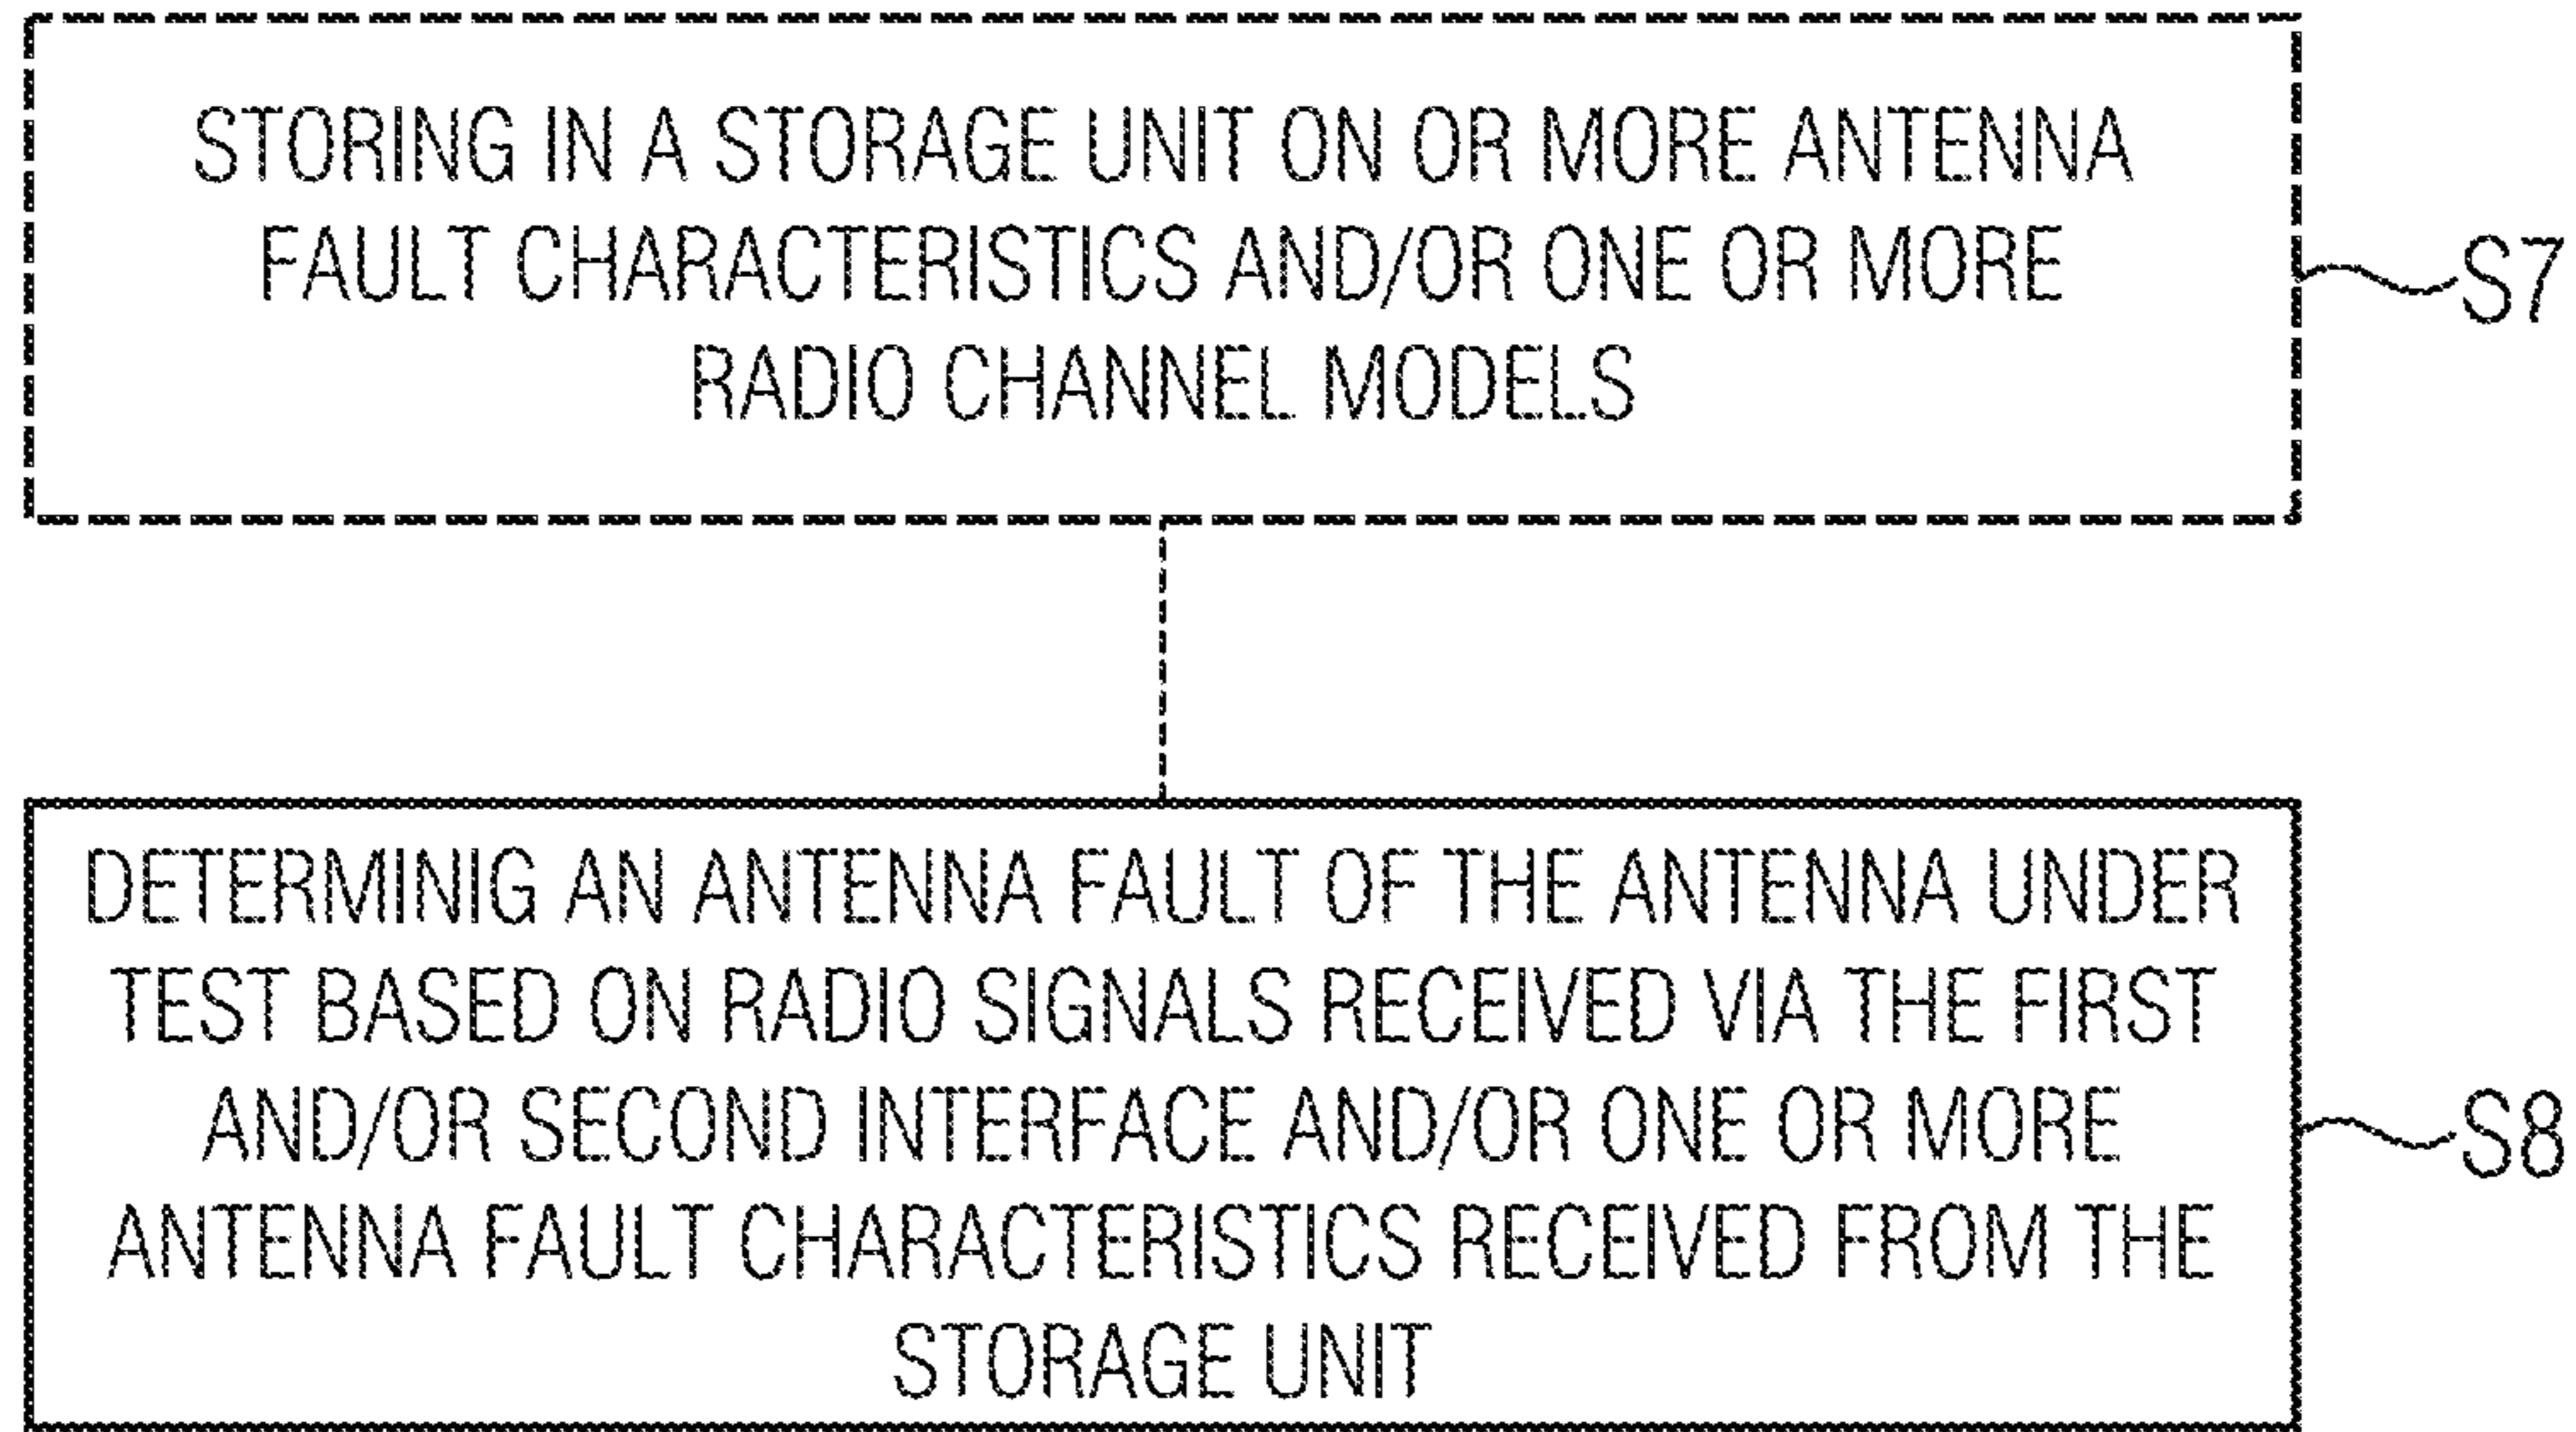 STORING IN A STORAGE UNIT ON OR MORE ANTENNA
FAULT CHARACTERISTICS AND/OR ONE OR MORE
RADIO CHANNEL MODELS
S7
DETERMINIG AN ANTENNA FAULT OF THE ANTENNA UNDER
TEST BASED ON RADIO SIGNALS RECEIVED VIA THE FIRST
AND/OR SECOND INTERFACE AND/OR ONE OR MORE
ANTENNA FAULT CHARACTERISTICS RECEIVED FROM THE
STORAGE UNIT
S8